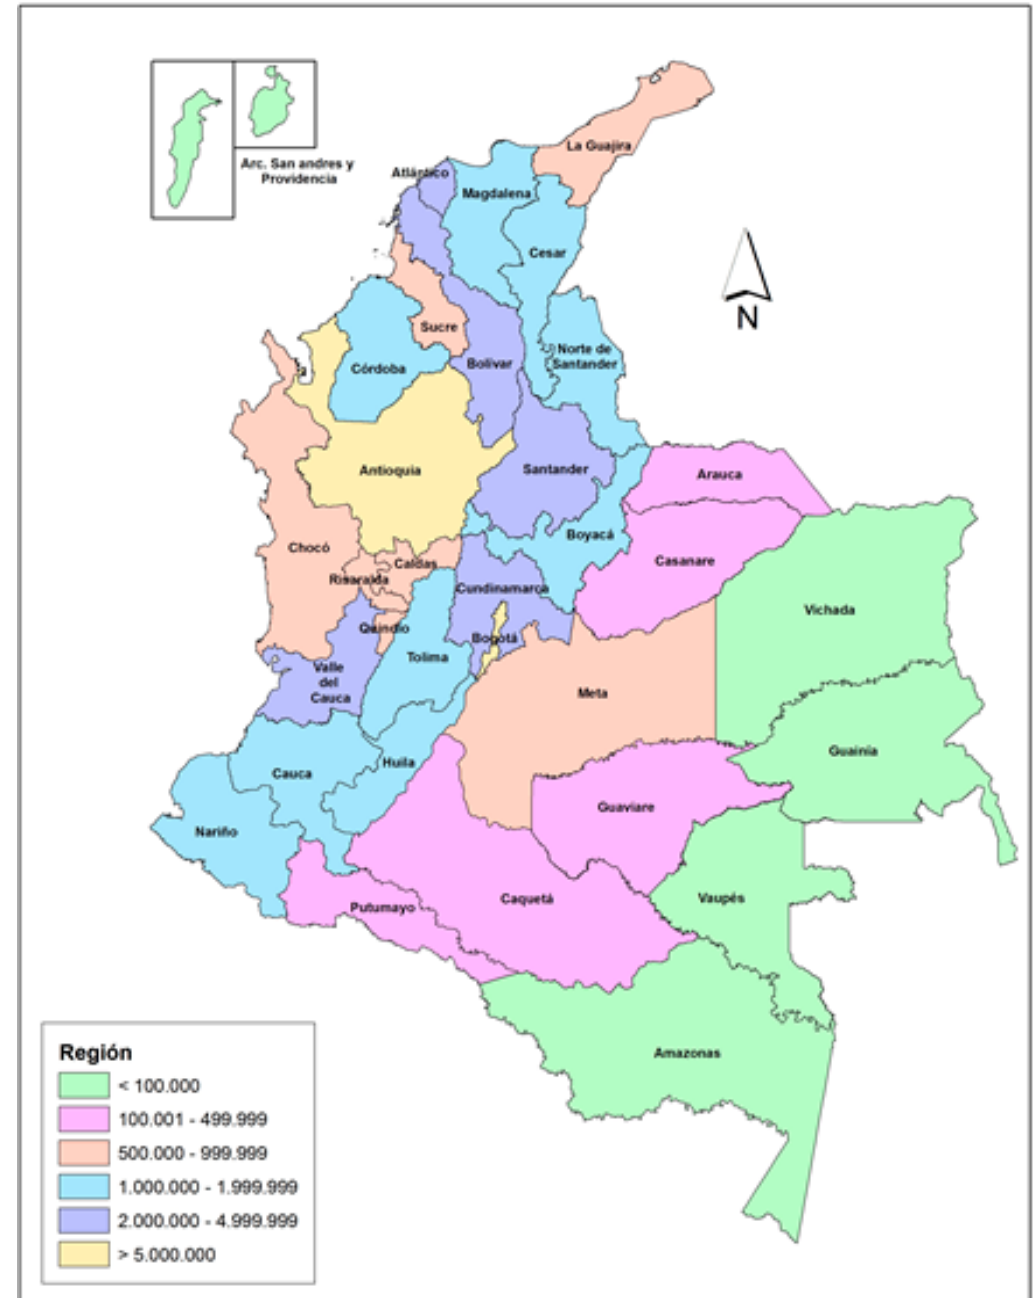 Arc. San andres y
Providencia
La Guajira
Atlántico
Magdalena
Cesar
Sucre
Norte de
Santander
Bolívar
Córdoba
Antioquia
Santander
Arauca
Boyacá
Chocó
Caldas
Casanare
Risaralda
Cundinamarca
Vichada
Quindio
Bogotá
Tolima
Valle
del
Cauca
Meta
Guainía
Huila
Cauca
Guaviare
Nariño
Caquetá
Vaupés
Putumayo
Amazonas
N
Región
< 100.000
100.001 - 499.999
500.000 - 999.999
1.000.000 - 1.999.999
2.000.000 - 4.999.999
> 5.000.000